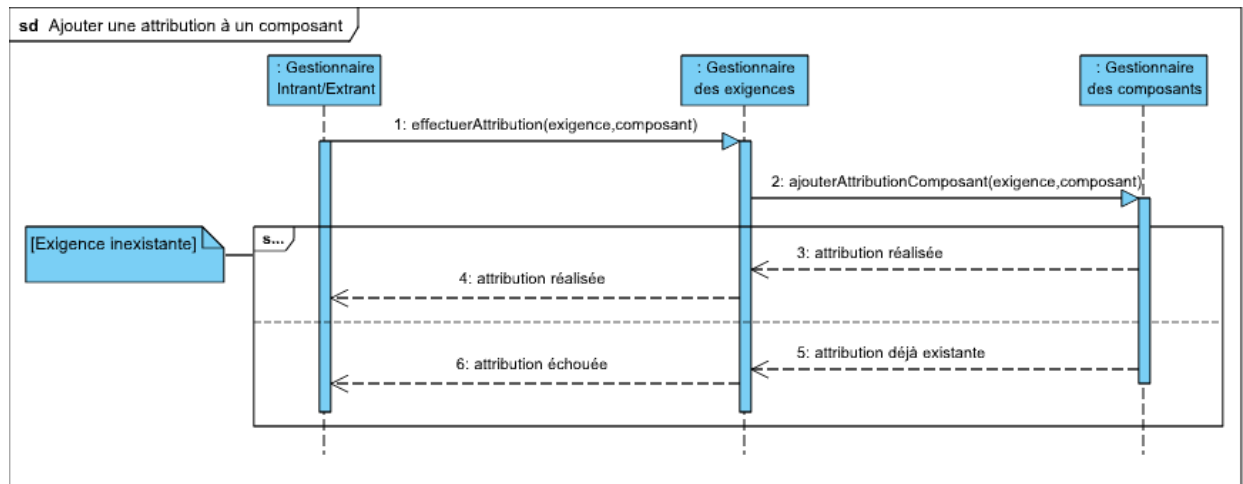 sd Ajouter une attribution à un composant
: Gestionnaire
Intrant/Extrant
: Gestionnaire
des exigences
: Gestionnaire
des composants
1: effectuerAttribution(exigence,composant)
2: ajouterAttributionComposant(exigence,composant)
[Exigence inexistante]
s...
3: attribution réalisée
4: attribution réalisée
5: attribution déjà existante
6: attribution échouée